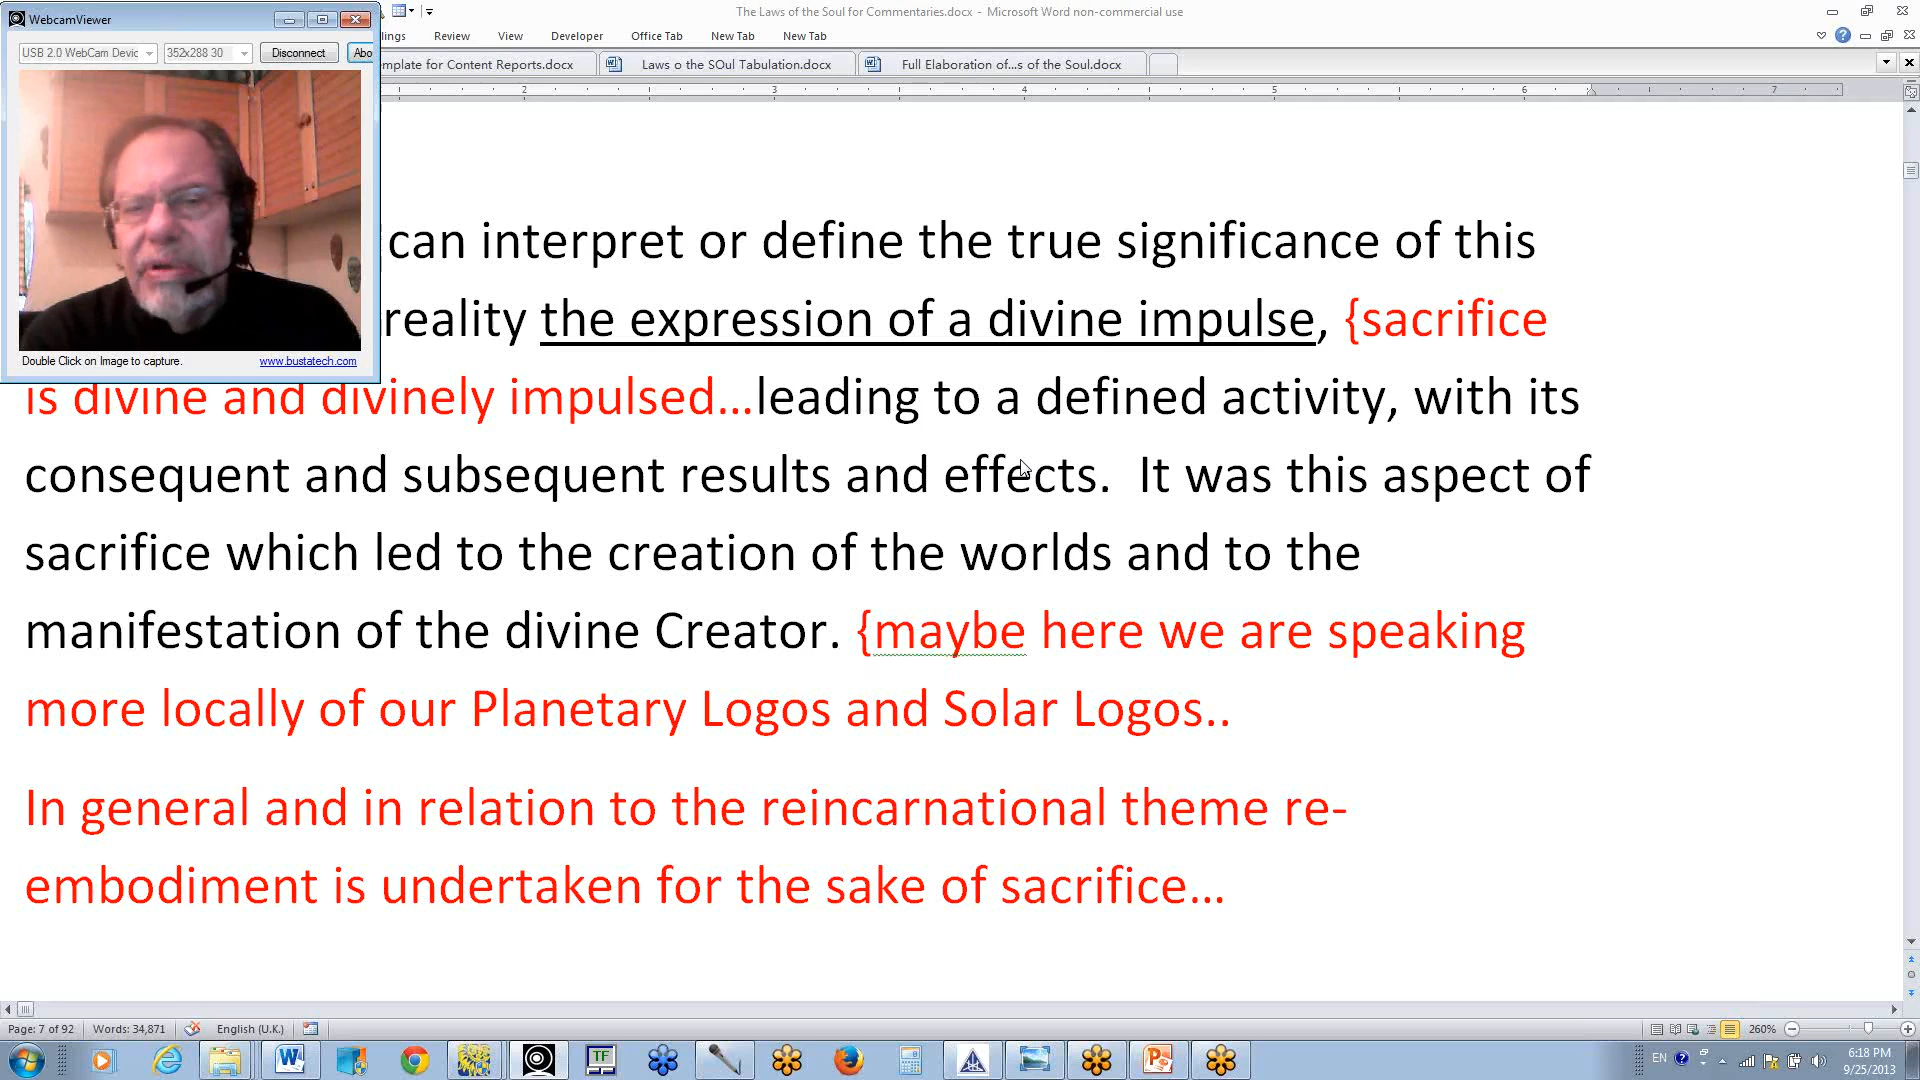 WebcamViewer
The Laws of the Soul for Commentaries.docx - Microsoft Word non-commercial use
USB 2.0 WebCam Devic
352x288 30
Disconnect
Abo
lings Review View Developer Office Tab New Tab New Tab
mplate for Content Reports.docx
Laws o the SOul Tabulation.docx
Full Elaboration of...s of the Soul.docx
2 3 4 5 6 7
can interpret or define the true significance of this
reality the expression of a divine impulse, {sacrifice
Double Click on Image to capture.
www.bustatech.com
is divine and divinely impulsed...leading to a defined activity, with its
consequent and subsequent results and effects. It was this aspect of
sacrifice which led to the creation of the worlds and to the
manifestation of the divine Creator. {maybe here we are speaking
more locally of our Planetary Logos and Solar Logos..
In general and in relation to the reincarnational theme re-
embodiment is undertaken for the sake of sacrifice...
Page: 7 of 92 Words: 34,871 English (U.K.) 260%
TF
EN 6:18 PM
9/25/2013